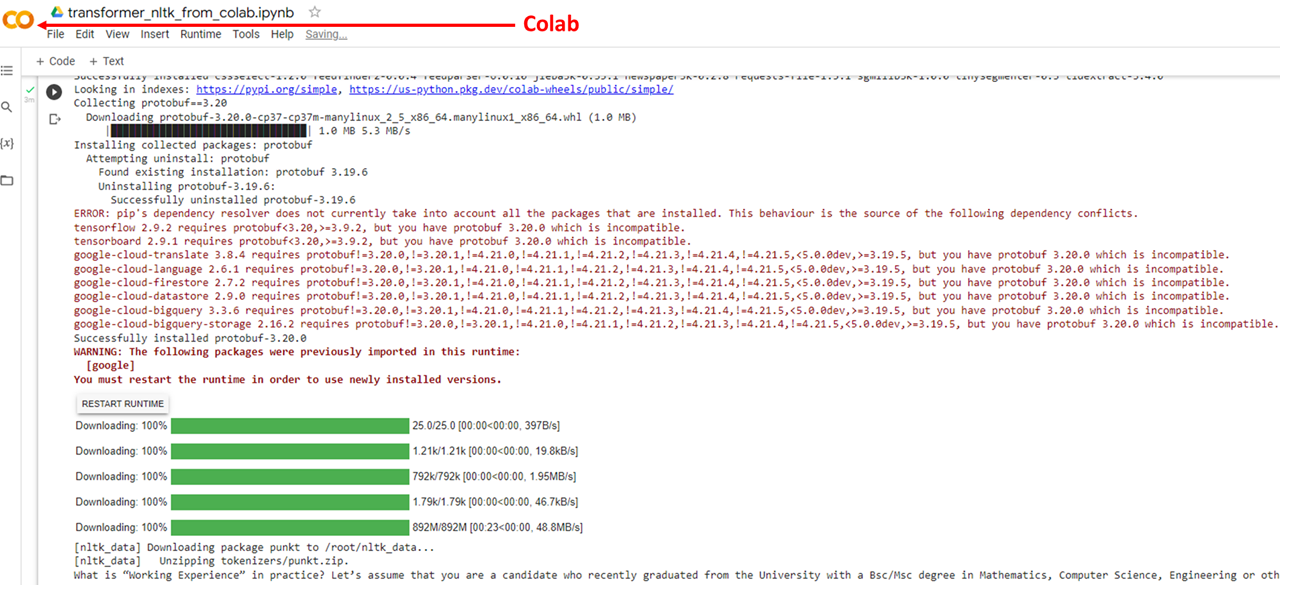 transformer_nltk_from_colab.ipynb
Colab
File Edit View Insert Runtime Tools Help Saving...
+ Code + Text
Successfully installed cssselect-1.2.0 feedfinder2-0.0.4 feedparser-6.0.10 jieba3k-0.35.1 newspaper3k-0.2.8 requests-file-1.5.1 sgmllib3k-1.0.0 tinysegmenter-0.3 tldextract-3.4.0
3m
Looking in indexes: https://pypi.org/simple, https://us-python.pkg.dev/colab-wheels/public/simple/
Collecting protobuf==3.20
Downloading protobuf-3.20.0-cp37-cp37m-manylinux_2_5_x86_64.manylinux1_x86_64.whl (1.0 MB)
|████████████████████████████████| 1.0 MB 5.3 MB/s
{x}
Installing collected packages: protobuf
Attempting uninstall: protobuf
Found existing installation: protobuf 3.19.6
Uninstalling protobuf-3.19.6:
Successfully uninstalled protobuf-3.19.6
ERROR: pip's dependency resolver does not currently take into account all the packages that are installed. This behaviour is the source of the following dependency conflicts.
tensorflow 2.9.2 requires protobuf<3.20,>=3.9.2, but you have protobuf 3.20.0 which is incompatible.
tensorboard 2.9.1 requires protobuf<3.20,>=3.9.2, but you have protobuf 3.20.0 which is incompatible.
google-cloud-translate 3.8.4 requires protobuf!=3.20.0,!=3.20.1,!=4.21.0,!=4.21.1,!=4.21.2,!=4.21.3,!=4.21.4,!=4.21.5,<5.0.0dev,>=3.19.5, but you have protobuf 3.20.0 which is incompatible.
google-cloud-language 2.6.1 requires protobuf!=3.20.0,!=3.20.1,!=4.21.0,!=4.21.1,!=4.21.2,!=4.21.3,!=4.21.4,!=4.21.5,<5.0.0dev,>=3.19.5, but you have protobuf 3.20.0 which is incompatible.
google-cloud-firestore 2.7.2 requires protobuf!=3.20.0,!=3.20.1,!=4.21.0,!=4.21.1,!=4.21.2,!=4.21.3,!=4.21.4,!=4.21.5,<5.0.0dev,>=3.19.5, but you have protobuf 3.20.0 which is incompatible.
google-cloud-datastore 2.9.0 requires protobuf!=3.20.0,!=3.20.1,!=4.21.0,!=4.21.1,!=4.21.2,!=4.21.3,!=4.21.4,!=4.21.5,<5.0.0dev,>=3.19.5, but you have protobuf 3.20.0 which is incompatible.
google-cloud-bigquery 3.3.6 requires protobuf!=3.20.0,!=3.20.1,!=4.21.0,!=4.21.1,!=4.21.2,!=4.21.3,!=4.21.4,!=4.21.5,<5.0.0dev,>=3.19.5, but you have protobuf 3.20.0 which is incompatible.
google-cloud-bigquery-storage 2.16.2 requires protobuf!=3.20.0,!=3.20.1,!=4.21.0,!=4.21.1,!=4.21.2,!=4.21.3,!=4.21.4,!=4.21.5,<5.0.0dev,>=3.19.5, but you have protobuf 3.20.0 which is incompatible.
Successfully installed protobuf-3.20.0
WARNING: The following packages were previously imported in this runtime:
[google]
You must restart the runtime in order to use newly installed versions.
RESTART RUNTIME
Downloading: 100% 25.0/25.0 [00:00<00:00, 397B/s]
Downloading: 100% 1.21k/1.21k [00:00<00:00, 19.8kB/s]
Downloading: 100% 792k/792k [00:00<00:00, 1.95MB/s]
Downloading: 100% 1.79k/1.79k [00:00<00:00, 46.7kB/s]
Downloading: 100% 892M/892M [00:23<00:00, 48.8MB/s]
[nltk_data] Downloading package punkt to /root/nltk_data...
[nltk_data] Unzipping tokenizers/punkt.zip.
What is “Working Experience” in practice? Let’s assume that you are a candidate who recently graduated from the University with a Bsc/Msc degree in Mathematics, Computer Science, Engineering or oth